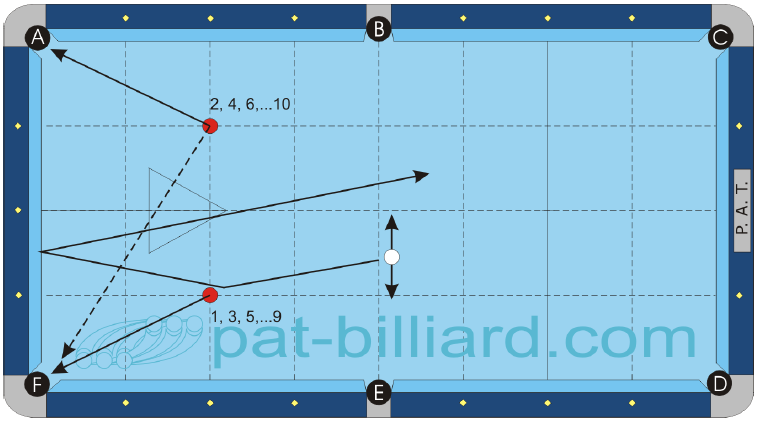 A
B
C
2, 4, 6,...10
P. A. T.
1, 3, 5,...9
pat-billiard.com
F
E
D